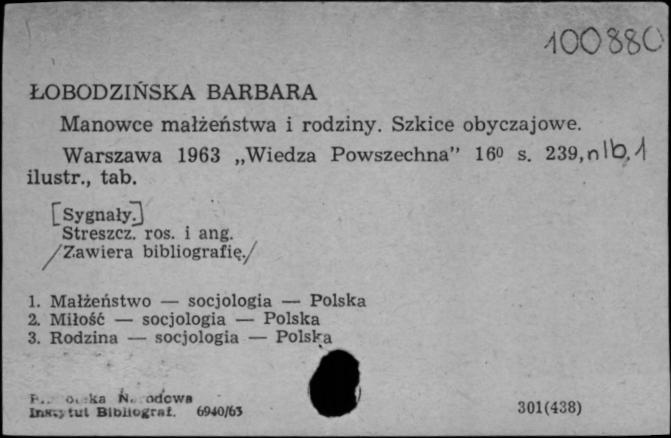 100880
ŁOBODZIŃSKA BARBARA
Manowce małżeństwa i rodziny. Szkice obyczajowe.
Warszawa 1963 „Wiedza Powszechna” 16⁰ s. 239, nlb. 1
ilustr., tab.
[Sygnały.]
Streszcz. ros. i ang.
/Zawiera bibliografię./
1. Małżeństwo — socjologia — Polska
2. Miłość — socjologia — Polska
3. Rodzina — socjologia — Polska
Instytut Bibliograf. 6940/63
301(438)